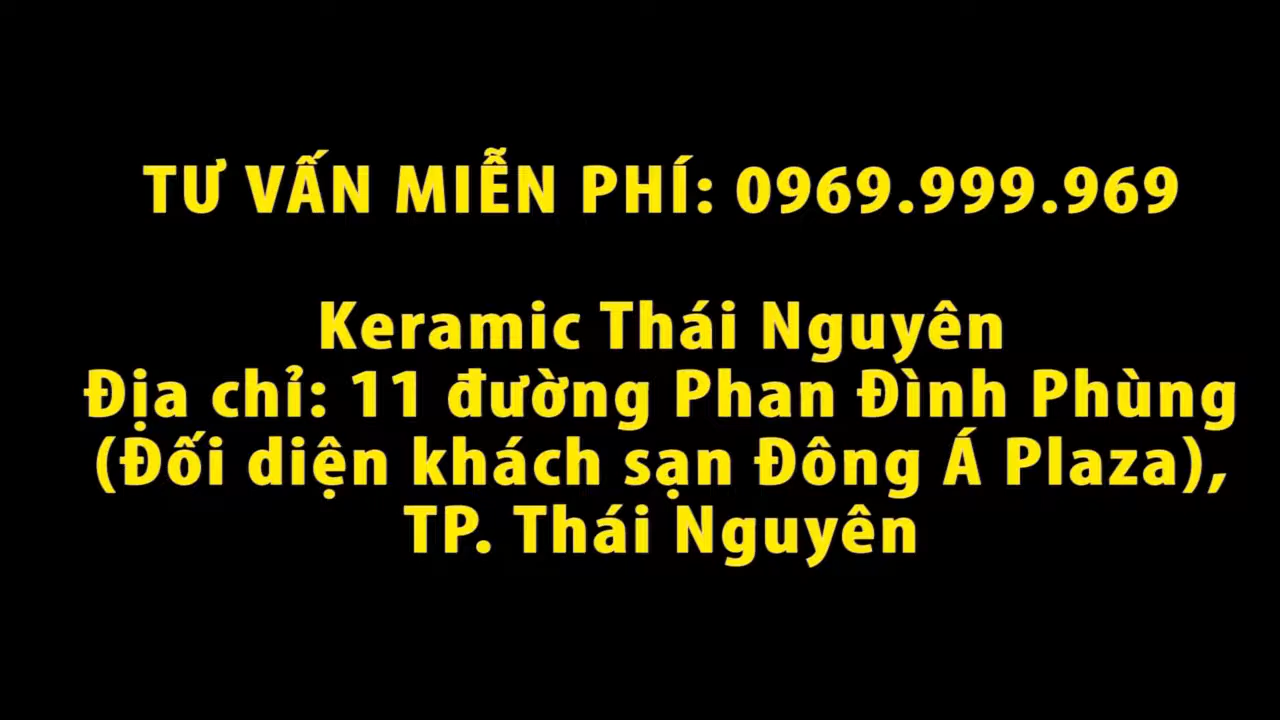 TƯ VẤN MIỄN PHÍ: 0969.999.969
Keramic Thái Nguyên
Địa chỉ: 11 đường Phan Đình Phùng
(Đối diện khách sạn Đông Á Plaza),
TP. Thái Nguyên